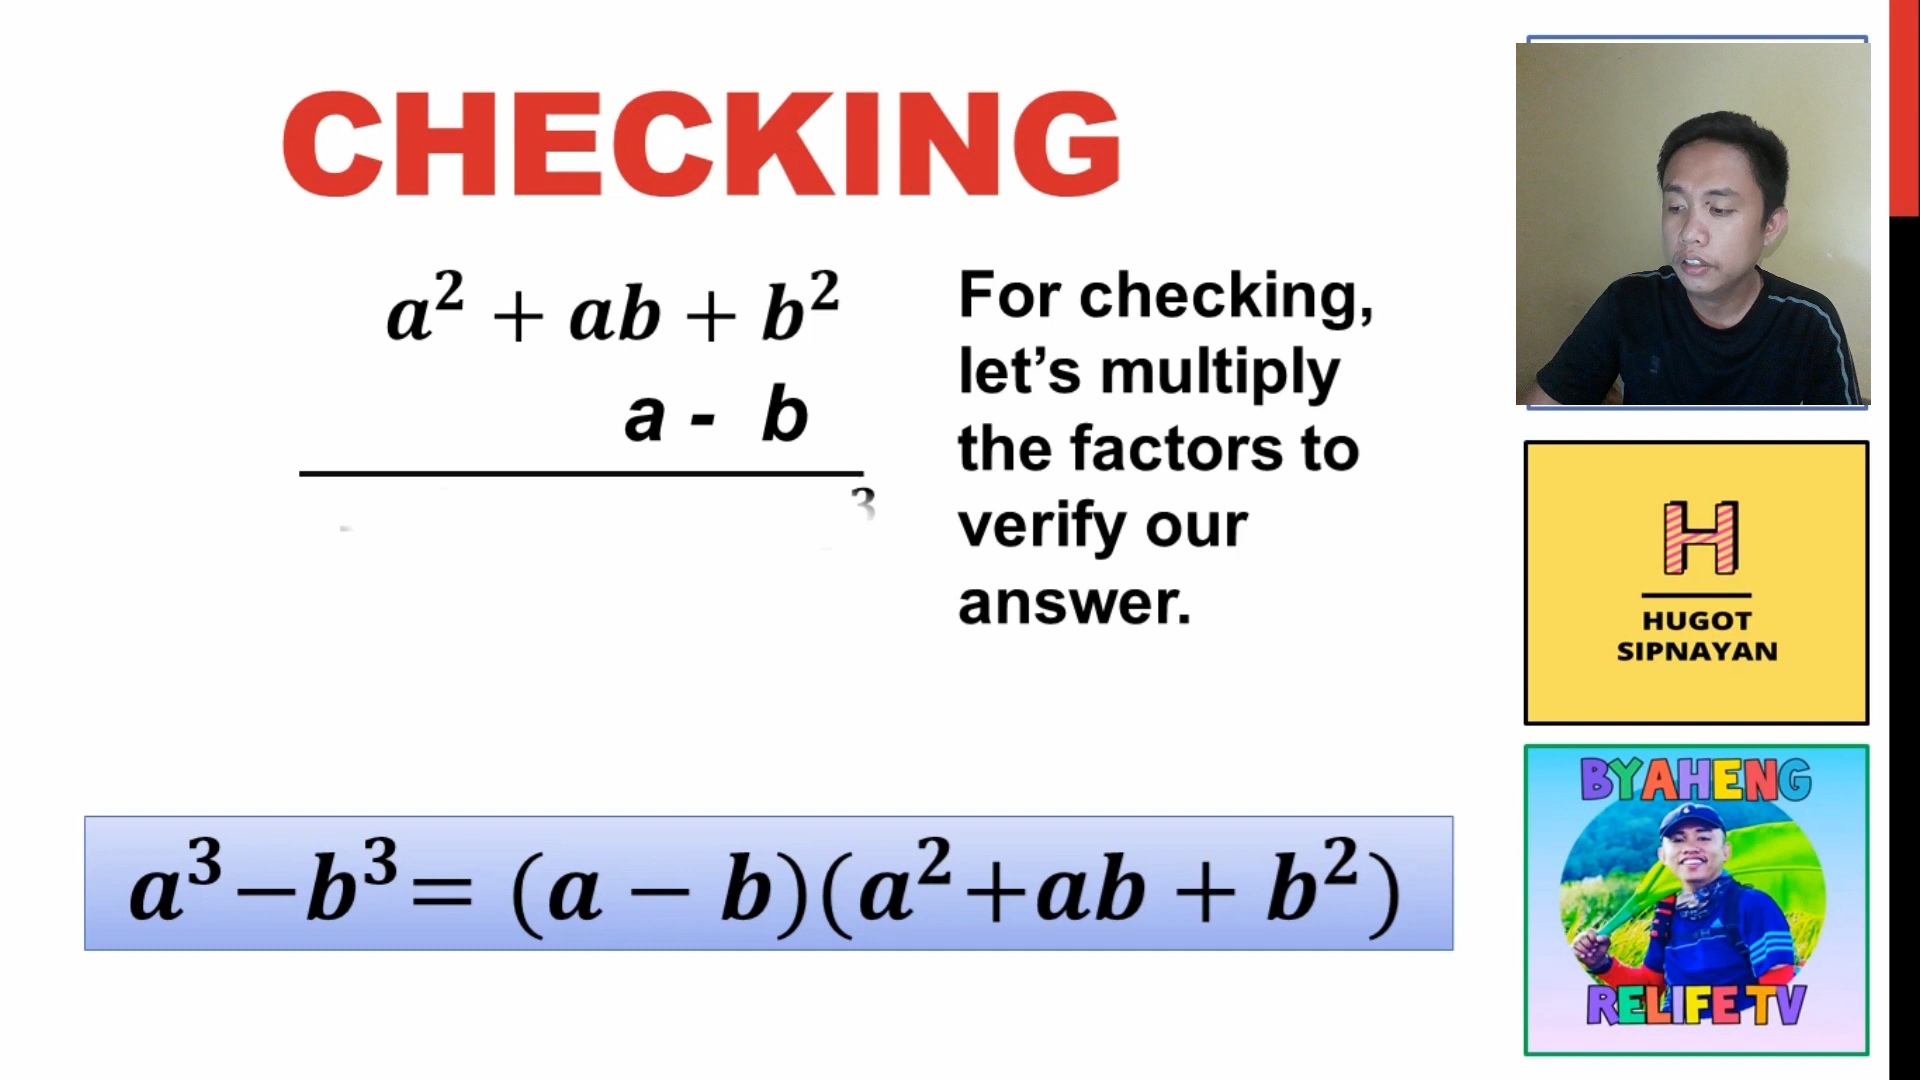 CHECKING
a² + ab + b²
a - b
3
For checking,
let’s multiply
the factors to
verify our
answer.
a³−b³= (a − b)(a²+ab + b²)
H
HUGOT
SIPNAYAN
BYAHENG
RELIFE TV